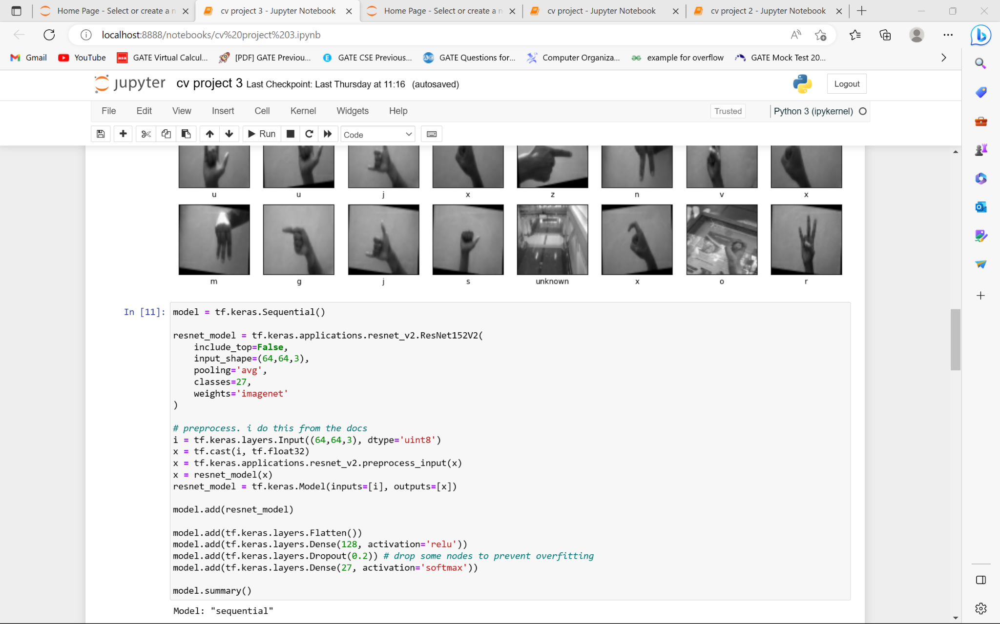 Home Page - Select or create a n
cv project 3 - Jupyter Notebook
Home Page - Select or create a n
cv project - Jupyter Notebook
cv project 2 - Jupyter Notebook
localhost:8888/notebooks/cv%20project%203.ipynb
Gmail
YouTube
GATE Virtual Calcul...
[PDF] GATE Previou...
GATE CSE Previous...
GATE Questions for...
Computer Organiza...
example for overflow
GATE Mock Test 20...
jupyter cv project 3 Last Checkpoint: Last Thursday at 11:16 (autosaved)
Logout
File Edit View Insert Cell Kernel Widgets Help
Trusted
Python 3 (ipykernel)
Run
Code
u u j x z n v x
m g j s unknown x o r
In [11]:
model = tf.keras.Sequential()
resnet_model = tf.keras.applications.resnet_v2.ResNet152V2(
    include_top=False,
    input_shape=(64,64,3),
    pooling='avg',
    classes=27,
    weights='imagenet'
)
# preprocess. i do this from the docs
i = tf.keras.layers.Input((64,64,3), dtype='uint8')
x = tf.cast(i, tf.float32)
x = tf.keras.applications.resnet_v2.preprocess_input(x)
x = resnet_model(x)
resnet_model = tf.keras.Model(inputs=[i], outputs=[x])
model.add(resnet_model)
model.add(tf.keras.layers.Flatten())
model.add(tf.keras.layers.Dense(128, activation='relu'))
model.add(tf.keras.layers.Dropout(0.2)) # drop some nodes to prevent overfitting
model.add(tf.keras.layers.Dense(27, activation='softmax'))
model.summary()
Model: "sequential"